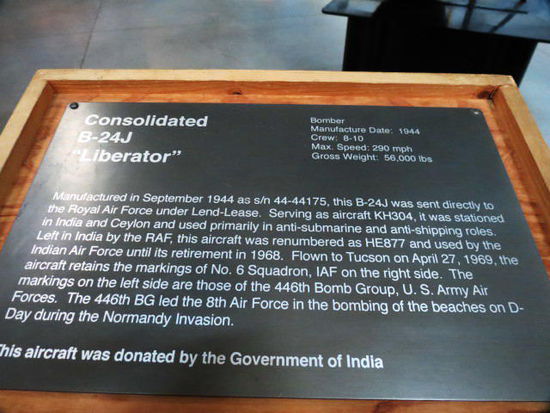 Consolidated
B-24J
"Liberator"
Bomber
Manufacture Date: 1944
Crew: 8-10
Max. Speed: 290 mph
Gross Weight: 56,000 lbs
Manufactured in September 1944 as s/n 44-44175, this B-24J was sent directly to
the Royal Air Force under Lend-Lease. Serving as aircraft KH304, it was stationed
in India and Ceylon and used primarily in anti-submarine and anti-shipping roles.
Left in India by the RAF, this aircraft was renumbered as HE877 and used by the
Indian Air Force until its retirement in 1968. Flown to Tucson on April 27, 1969, the
aircraft retains the markings of No. 6 Squadron, IAF on the right side. The
markings on the left side are those of the 446th Bomb Group, U. S. Army Air
Forces. The 446th BG led the 8th Air Force in the bombing of the beaches on D-
Day during the Normandy Invasion.
This aircraft was donated by the Government of India